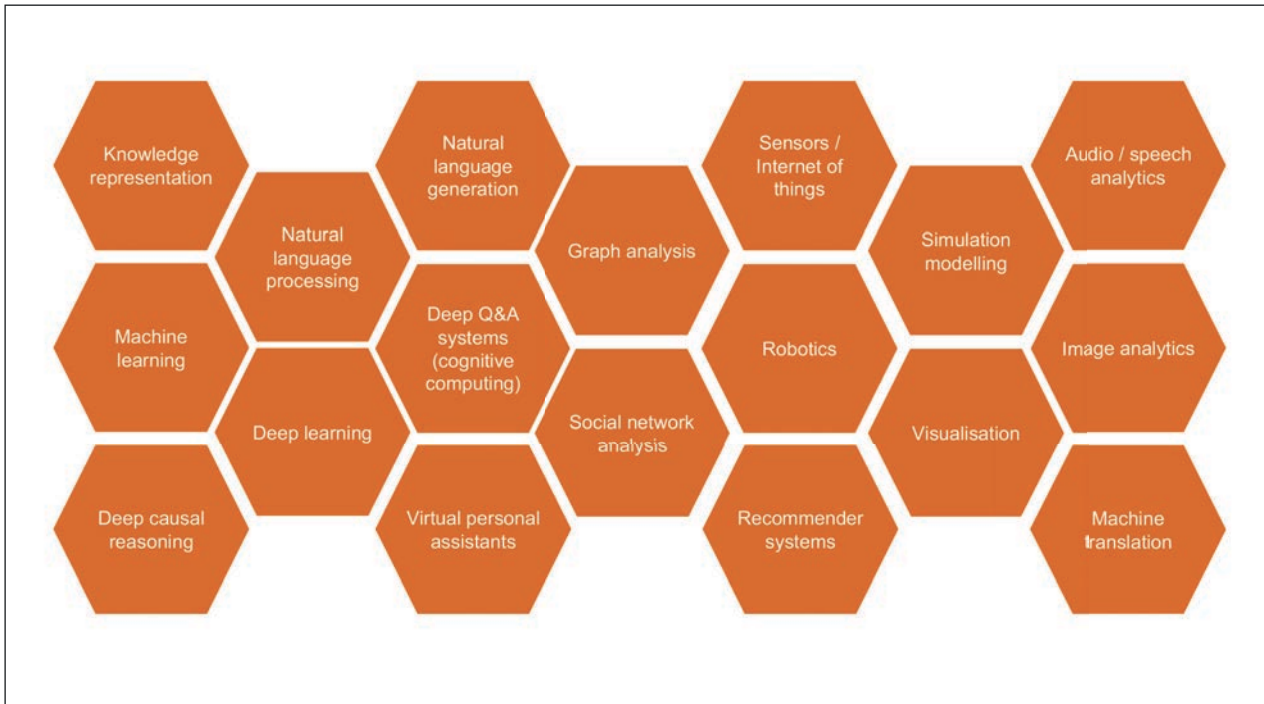 Knowledge
representation
Machine
learning
Deep causal
reasoning
Natural
language
processing
Deep learning
Natural
language
generation
Deep Q&A
systems
(cognitive
computing)
Virtual personal
assistants
Graph analysis
Social network
analysis
Sensors /
Internet of
things
Robotics
Recommender
systems
Simulation
modelling
Visualisation
Audio / speech
analytics
Image analytics
Machine
translation